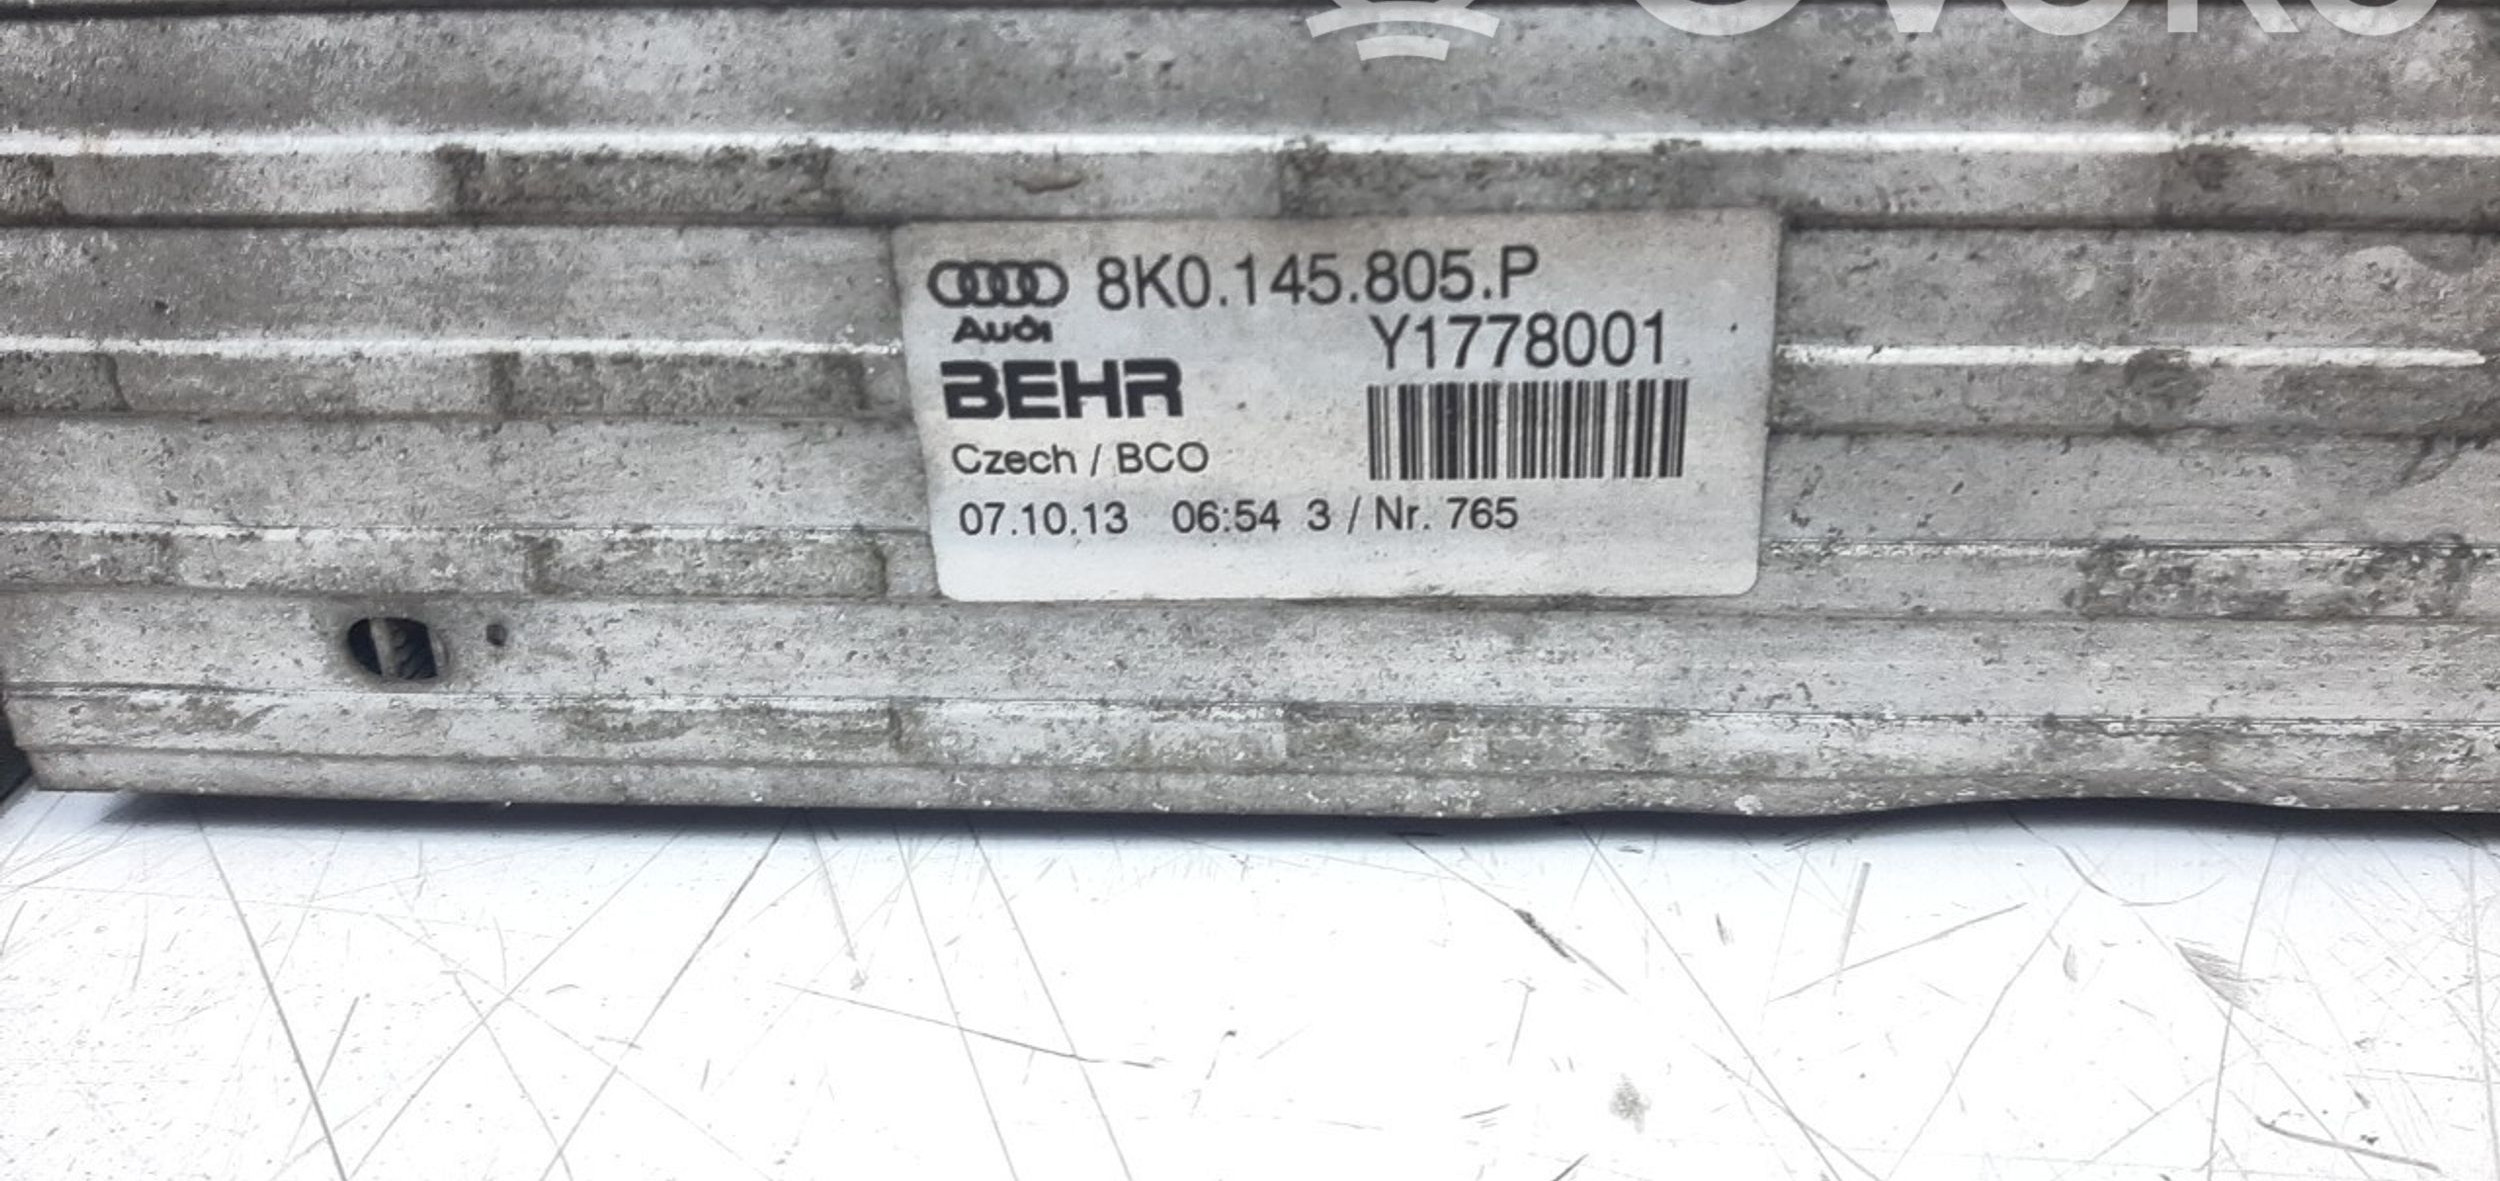 8K0.145.805.P
Audi
Y1778001
BEHR
Czech / BCO
07.10.13 06:54 3 / Nr. 765